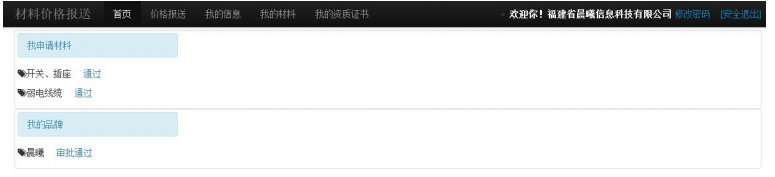 材料价格报送 首页 价格报送 我的信息 我的材料 我的资质证书 欢迎你！福建省晨曦信息科技有限公司 修改密码 [安全退出]
我申请材料
开关、插座 通过
弱电线缆 通过
我的品牌
晨曦 审批通过